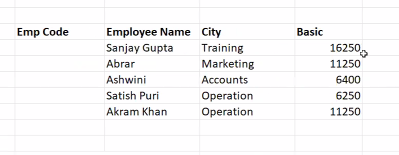 Emp Code Employee Name City Basic
Sanjay Gupta Training 16250
Abrar Marketing 11250
Ashwini Accounts 6400
Satish Puri Operation 6250
Akram Khan Operation 11250